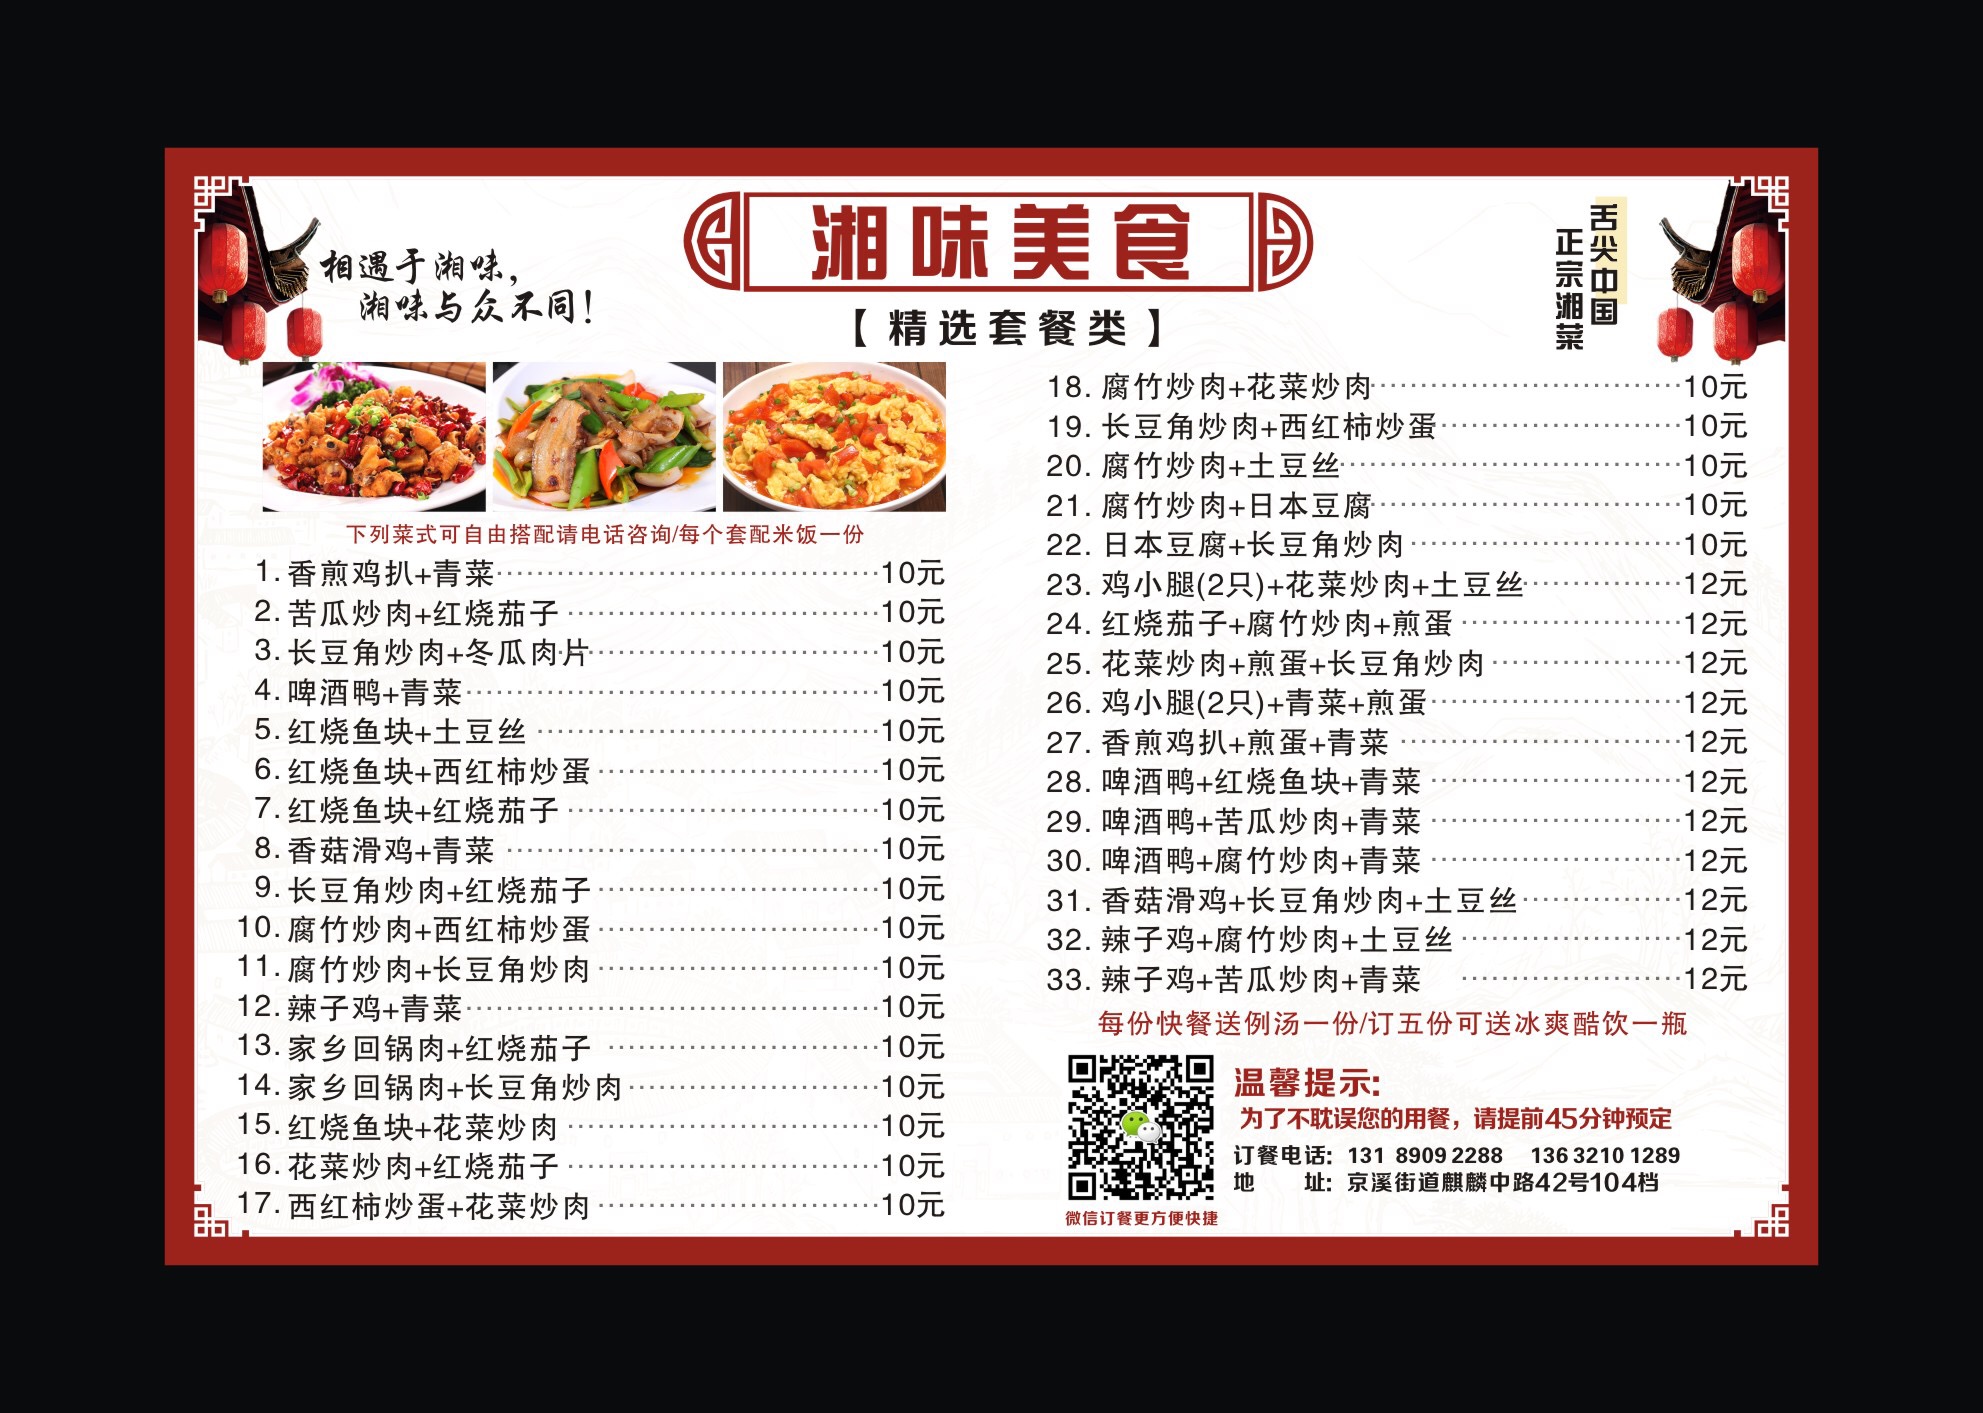 湘味美食
【精选套餐类】
相遇于湘味，
湘味与众不同！
舌尖中国
正宗湘菜
下列菜式可自由搭配请电话咨询/每个套配米饭一份
1. 香煎鸡扒+青菜 10元
2. 苦瓜炒肉+红烧茄子 10元
3. 长豆角炒肉+冬瓜肉片 10元
4. 啤酒鸭+青菜 10元
5. 红烧鱼块+土豆丝 10元
6. 红烧鱼块+西红柿炒蛋 10元
7. 红烧鱼块+红烧茄子 10元
8. 香菇滑鸡+青菜 10元
9. 长豆角炒肉+红烧茄子 10元
10. 腐竹炒肉+西红柿炒蛋 10元
11. 腐竹炒肉+长豆角炒肉 10元
12. 辣子鸡+青菜 10元
13. 家乡回锅肉+红烧茄子 10元
14. 家乡回锅肉+长豆角炒肉 10元
15. 红烧鱼块+花菜炒肉 10元
16. 花菜炒肉+红烧茄子 10元
17. 西红柿炒蛋+花菜炒肉 10元
18. 腐竹炒肉+花菜炒肉 10元
19. 长豆角炒肉+西红柿炒蛋 10元
20. 腐竹炒肉+土豆丝 10元
21. 腐竹炒肉+日本豆腐 10元
22. 日本豆腐+长豆角炒肉 10元
23. 鸡小腿(2只)+花菜炒肉+土豆丝 12元
24. 红烧茄子+腐竹炒肉+煎蛋 12元
25. 花菜炒肉+煎蛋+长豆角炒肉 12元
26. 鸡小腿(2只)+青菜+煎蛋 12元
27. 香煎鸡扒+煎蛋+青菜 12元
28. 啤酒鸭+红烧鱼块+青菜 12元
29. 啤酒鸭+苦瓜炒肉+青菜 12元
30. 啤酒鸭+腐竹炒肉+青菜 12元
31. 香菇滑鸡+长豆角炒肉+土豆丝 12元
32. 辣子鸡+腐竹炒肉+土豆丝 12元
33. 辣子鸡+苦瓜炒肉+青菜 12元
每份快餐送例汤一份/订五份可送冰爽酷饮一瓶
温馨提示:
为了不耽误您的用餐，请提前45分钟预定
订餐电话: 131 8909 2288 136 3210 1289
地 址: 京溪街道麒麟中路42号104档
微信订餐更方便快捷